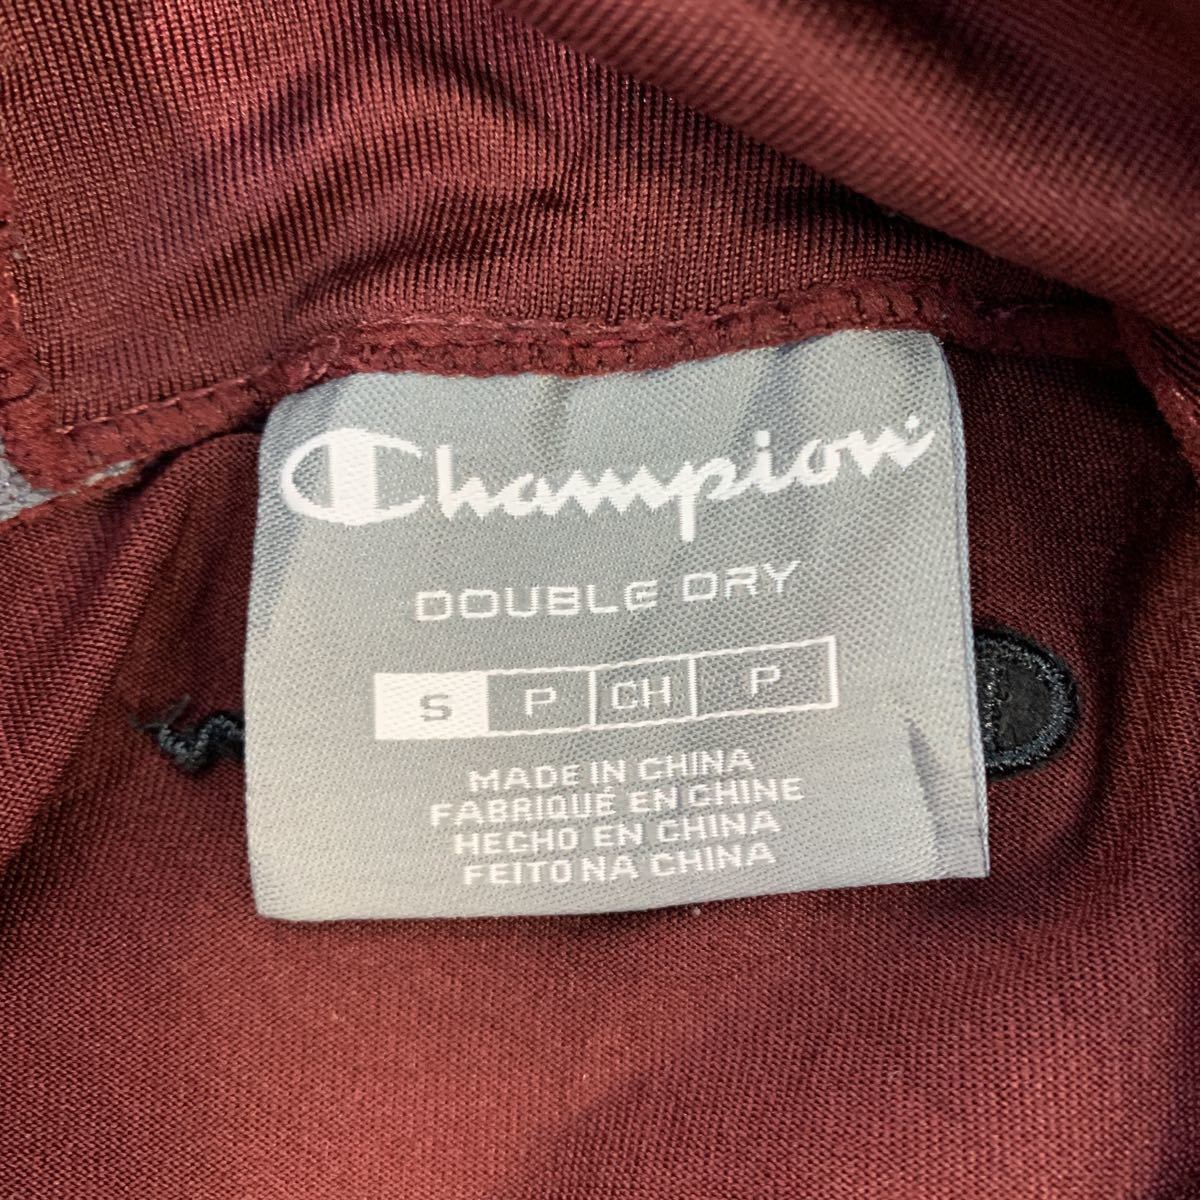 Champion
DOUBLE DRY
S P CH P
MADE IN CHINA
FABRIQUÉ EN CHINE
HECHO EN CHINA
FEITO NA CHINA